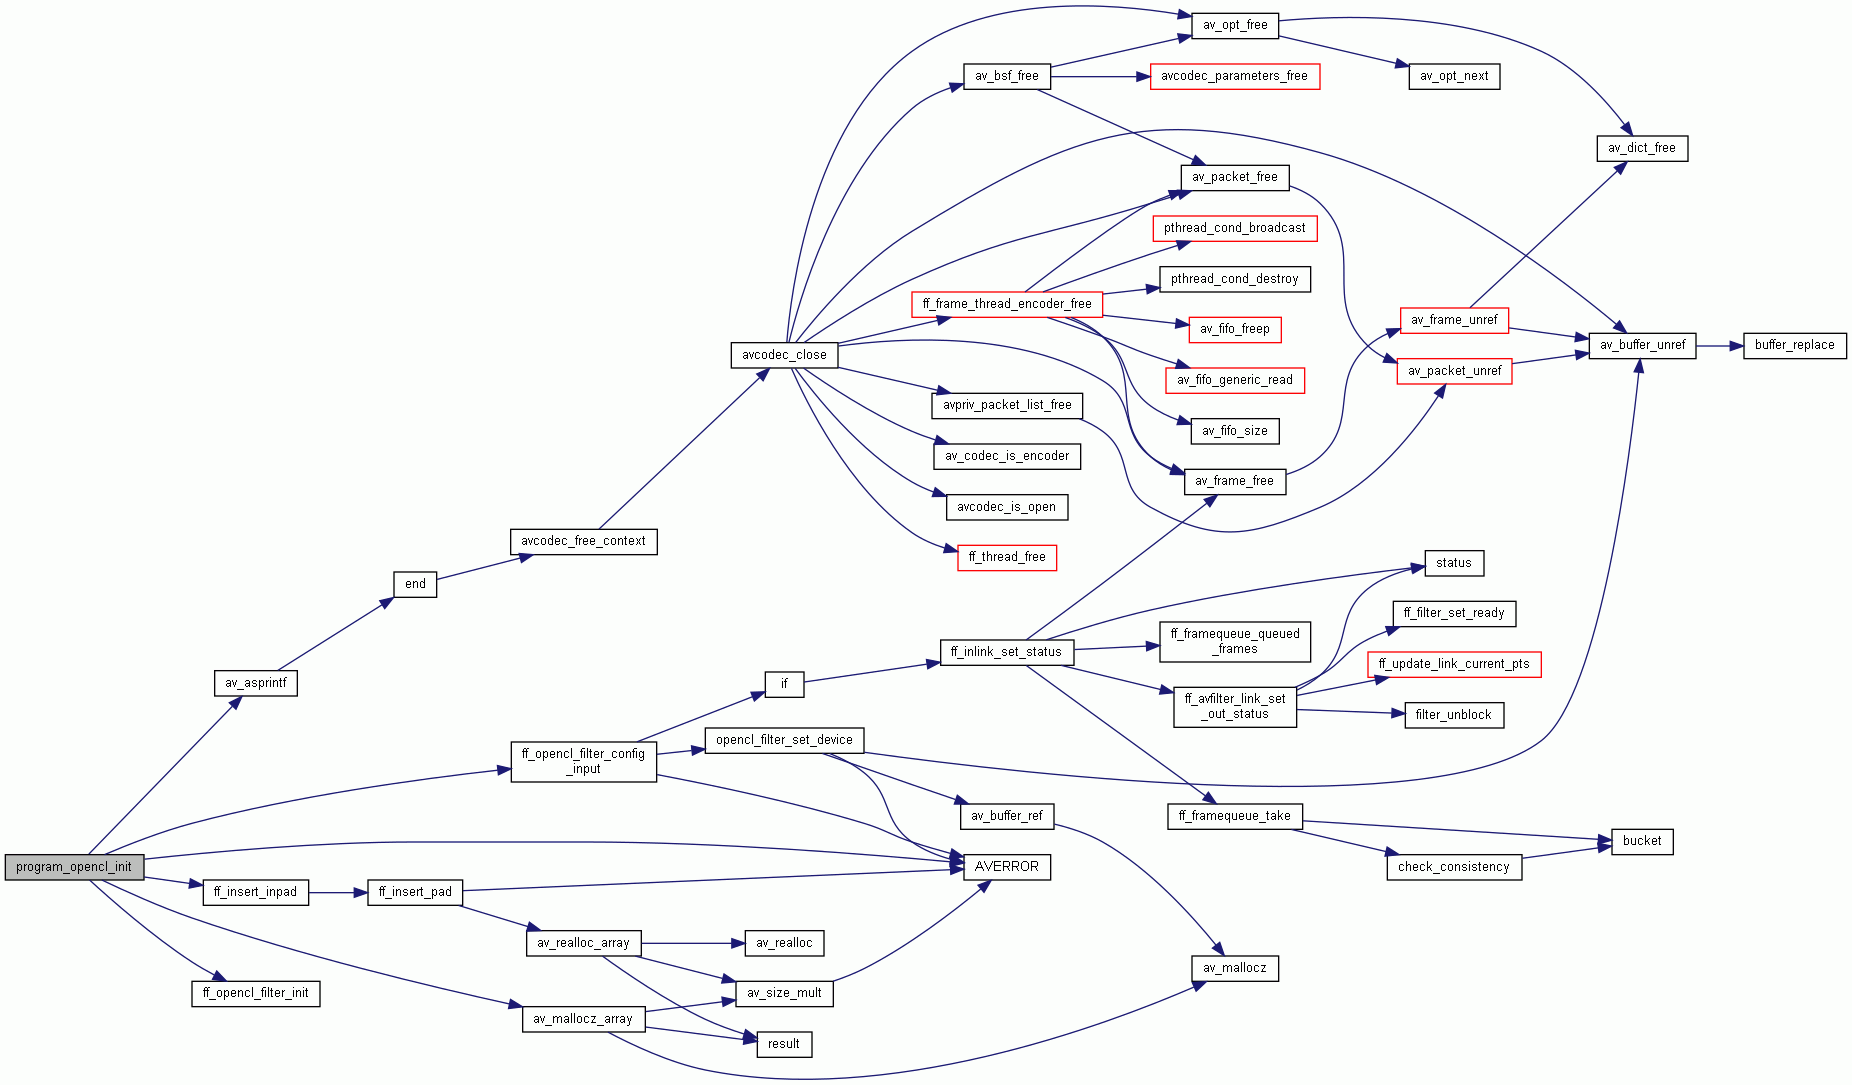 av_opt_free
av_bsf_free
avcodec_parameters_free
av_opt_next
av_dict_free
av_packet_free
pthread_cond_broadcast
pthread_cond_destroy
ff_frame_thread_encoder_free
av_fifo_freep
av_frame_unref
av_buffer_unref
buffer_replace
avcodec_close
av_packet_unref
av_fifo_generic_read
avpriv_packet_list_free
av_fifo_size
av_codec_is_encoder
av_frame_free
avcodec_is_open
avcodec_free_context
ff_thread_free
status
end
ff_filter_set_ready
ff_framequeue_queued
_frames
ff_inlink_set_status
ff_update_link_current_pts
av_asprintf
if
ff_avfilter_link_set
_out_status
filter_unblock
opencl_filter_set_device
ff_opencl_filter_config
_input
av_buffer_ref
ff_framequeue_take
bucket
check_consistency
program_opencl_init
AVERROR
ff_insert_inpad
ff_insert_pad
av_realloc_array
av_realloc
av_mallocz
ff_opencl_filter_init
av_size_mult
av_mallocz_array
result